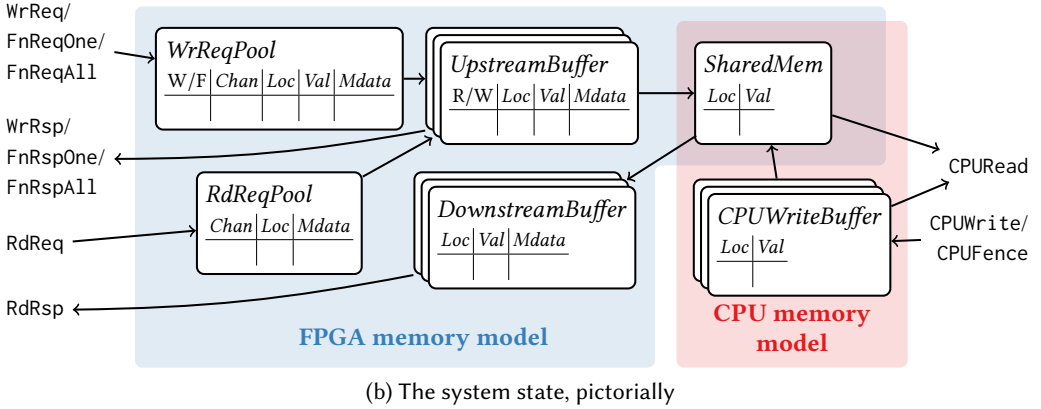 WrReq/
FnReqOne/
FnReqAll
WrRsp/
FnRspOne/
FnRspAll
RdReq
RdRsp
WrReqPool
W/F Chan Loc Val Mdata
UpstreamBuffer
R/W Loc Val Mdata
SharedMem
Loc Val
RdReqPool
Chan Loc Mdata
DownstreamBuffer
Loc Val Mdata
CPUWriteBuffer
Loc Val
CPURead
CPUWrite/
CPUFence
FPGA memory model
CPU memory
model
(b) The system state, pictorially